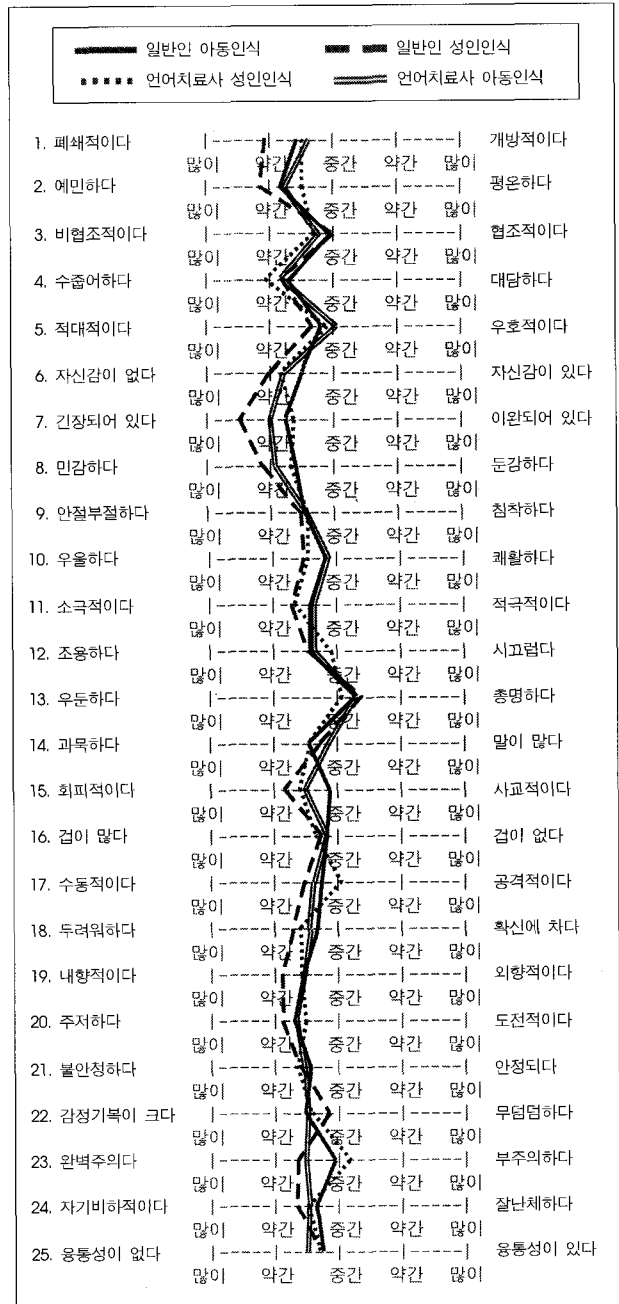 일반인 아동인식 일반인 성인인식
언어치료사 성인인식 언어치료사 아동인식
1. 폐쇄적이다 개방적이다
많이 약간 중간 약간 많이
2. 예민하다 평온하다
많이 약간 중간 약간 많이
3. 비협조적이다 협조적이다
많이 약간 중간 약간 많이
4. 수줍어하다 대담하다
많이 약간 중간 약간 많이
5. 적대적이다 우호적이다
많이 약간 중간 약간 많이
6. 자신감이 없다 자신감이 있다
많이 약간 중간 약간 많이
7. 긴장되어 있다 이완되어 있다
많이 약간 중간 약간 많이
8. 민감하다 둔감하다
많이 약간 중간 약간 많이
9. 안절부절하다 침착하다
많이 약간 중간 약간 많이
10. 우울하다 쾌활하다
많이 약간 중간 약간 많이
11. 소극적이다 적극적이다
많이 약간 중간 약간 많이
12. 조용하다 시끄럽다
많이 약간 중간 약간 많이
13. 우둔하다 총명하다
많이 약간 중간 약간 많이
14. 과묵하다 말이 많다
많이 약간 중간 약간 많이
15. 회피적이다 사교적이다
많이 약간 중간 약간 많이
16. 겁이 많다 겁이 없다
많이 약간 중간 약간 많이
17. 수동적이다 공격적이다
많이 약간 중간 약간 많이
18. 두려워하다 확신에 차다
많이 약간 중간 약간 많이
19. 내향적이다 외향적이다
많이 약간 중간 약간 많이
20. 주저하다 도전적이다
많이 약간 중간 약간 많이
21. 불안정하다 안정되다
많이 약간 중간 약간 많이
22. 감정기복이 크다 무덤덤하다
많이 약간 중간 약간 많이
23. 완벽주의다 부주의하다
많이 약간 중간 약간 많이
24. 자기비하적이다 잘난체하다
많이 약간 중간 약간 많이
25. 융통성이 없다 융통성이 있다
많이 약간 중간 약간 많이